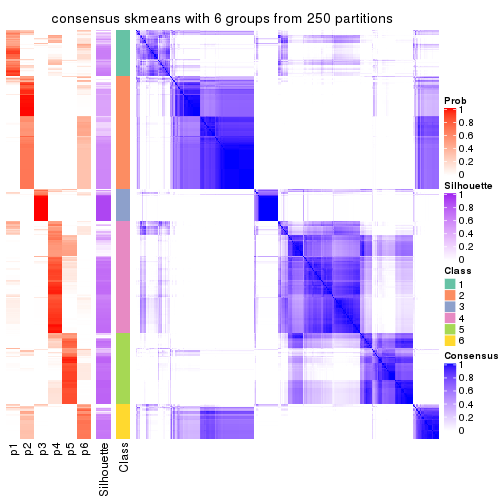 consensus skmeans with 6 groups from 250 partitions
Prob
1
0.8
0.6
0.4
0.2
0
Silhouette
1
0.8
0.6
0.4
0.2
0
Class
1
2
3
4
5
6
Consensus
1
0.8
0.6
0.4
0.2
0
p1
p2
p3
p4
p5
p6
Silhouette
Class